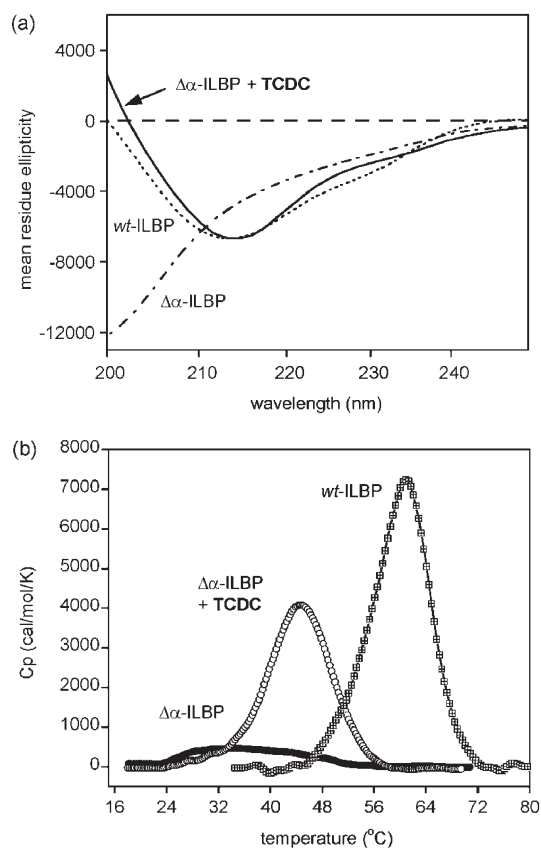 (a)
4000
0
-4000
-8000
-12000
mean residue ellipticity
Δα-ILBP + TCDC
wt-ILBP
Δα-ILBP
200 210 220 230 240
wavelength (nm)
(b)
8000
7000
6000
5000
4000
3000
2000
1000
0
Cp (cal/mol/K)
wt-ILBP
Δα-ILBP
+ TCDC
Δα-ILBP
16 24 32 40 48 56 64 72 80
temperature (°C)